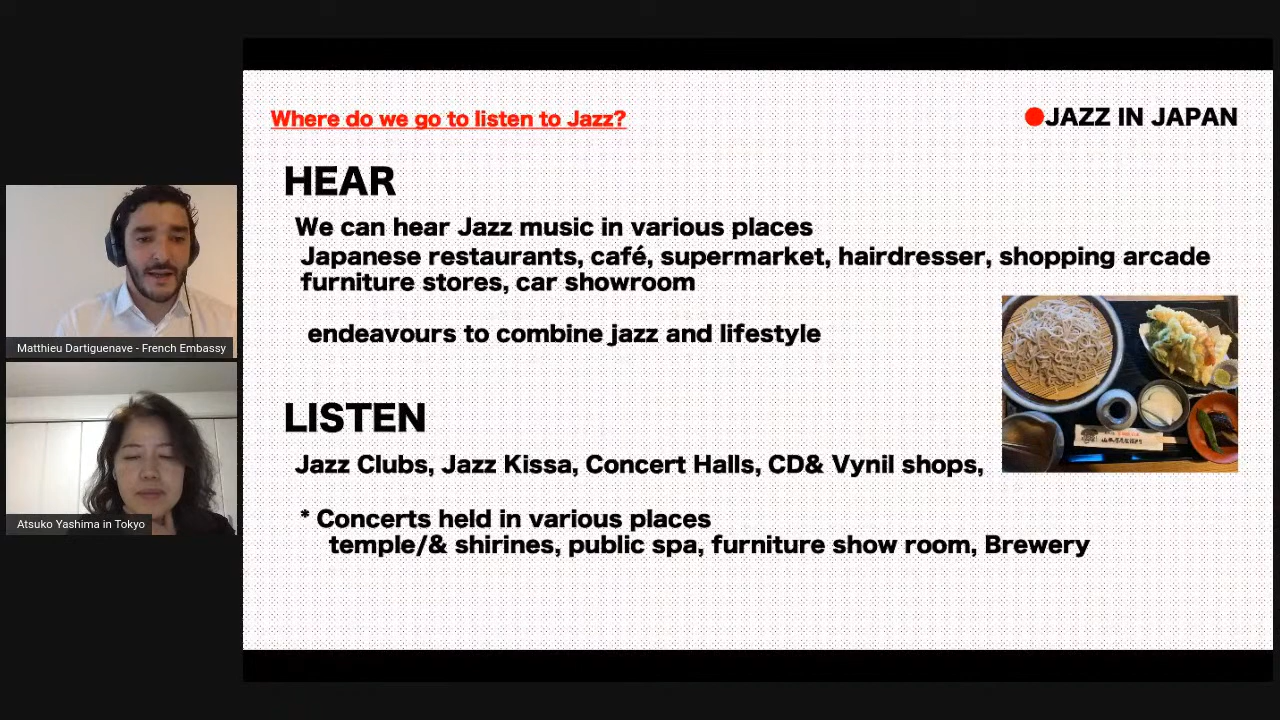 Where do we go to listen to Jazz?
JAZZ IN JAPAN
HEAR
We can hear Jazz music in various places
Japanese restaurants, café, supermarket, hairdresser, shopping arcade
furniture stores, car showroom
endeavours to combine jazz and lifestyle
LISTEN
Jazz Clubs, Jazz Kissa, Concert Halls, CD& Vynil shops,
* Concerts held in various places
temple/& shirines, public spa, furniture show room, Brewery
Matthieu Dartiguenave - French Embassy
Atsuko Yashima in Tokyo